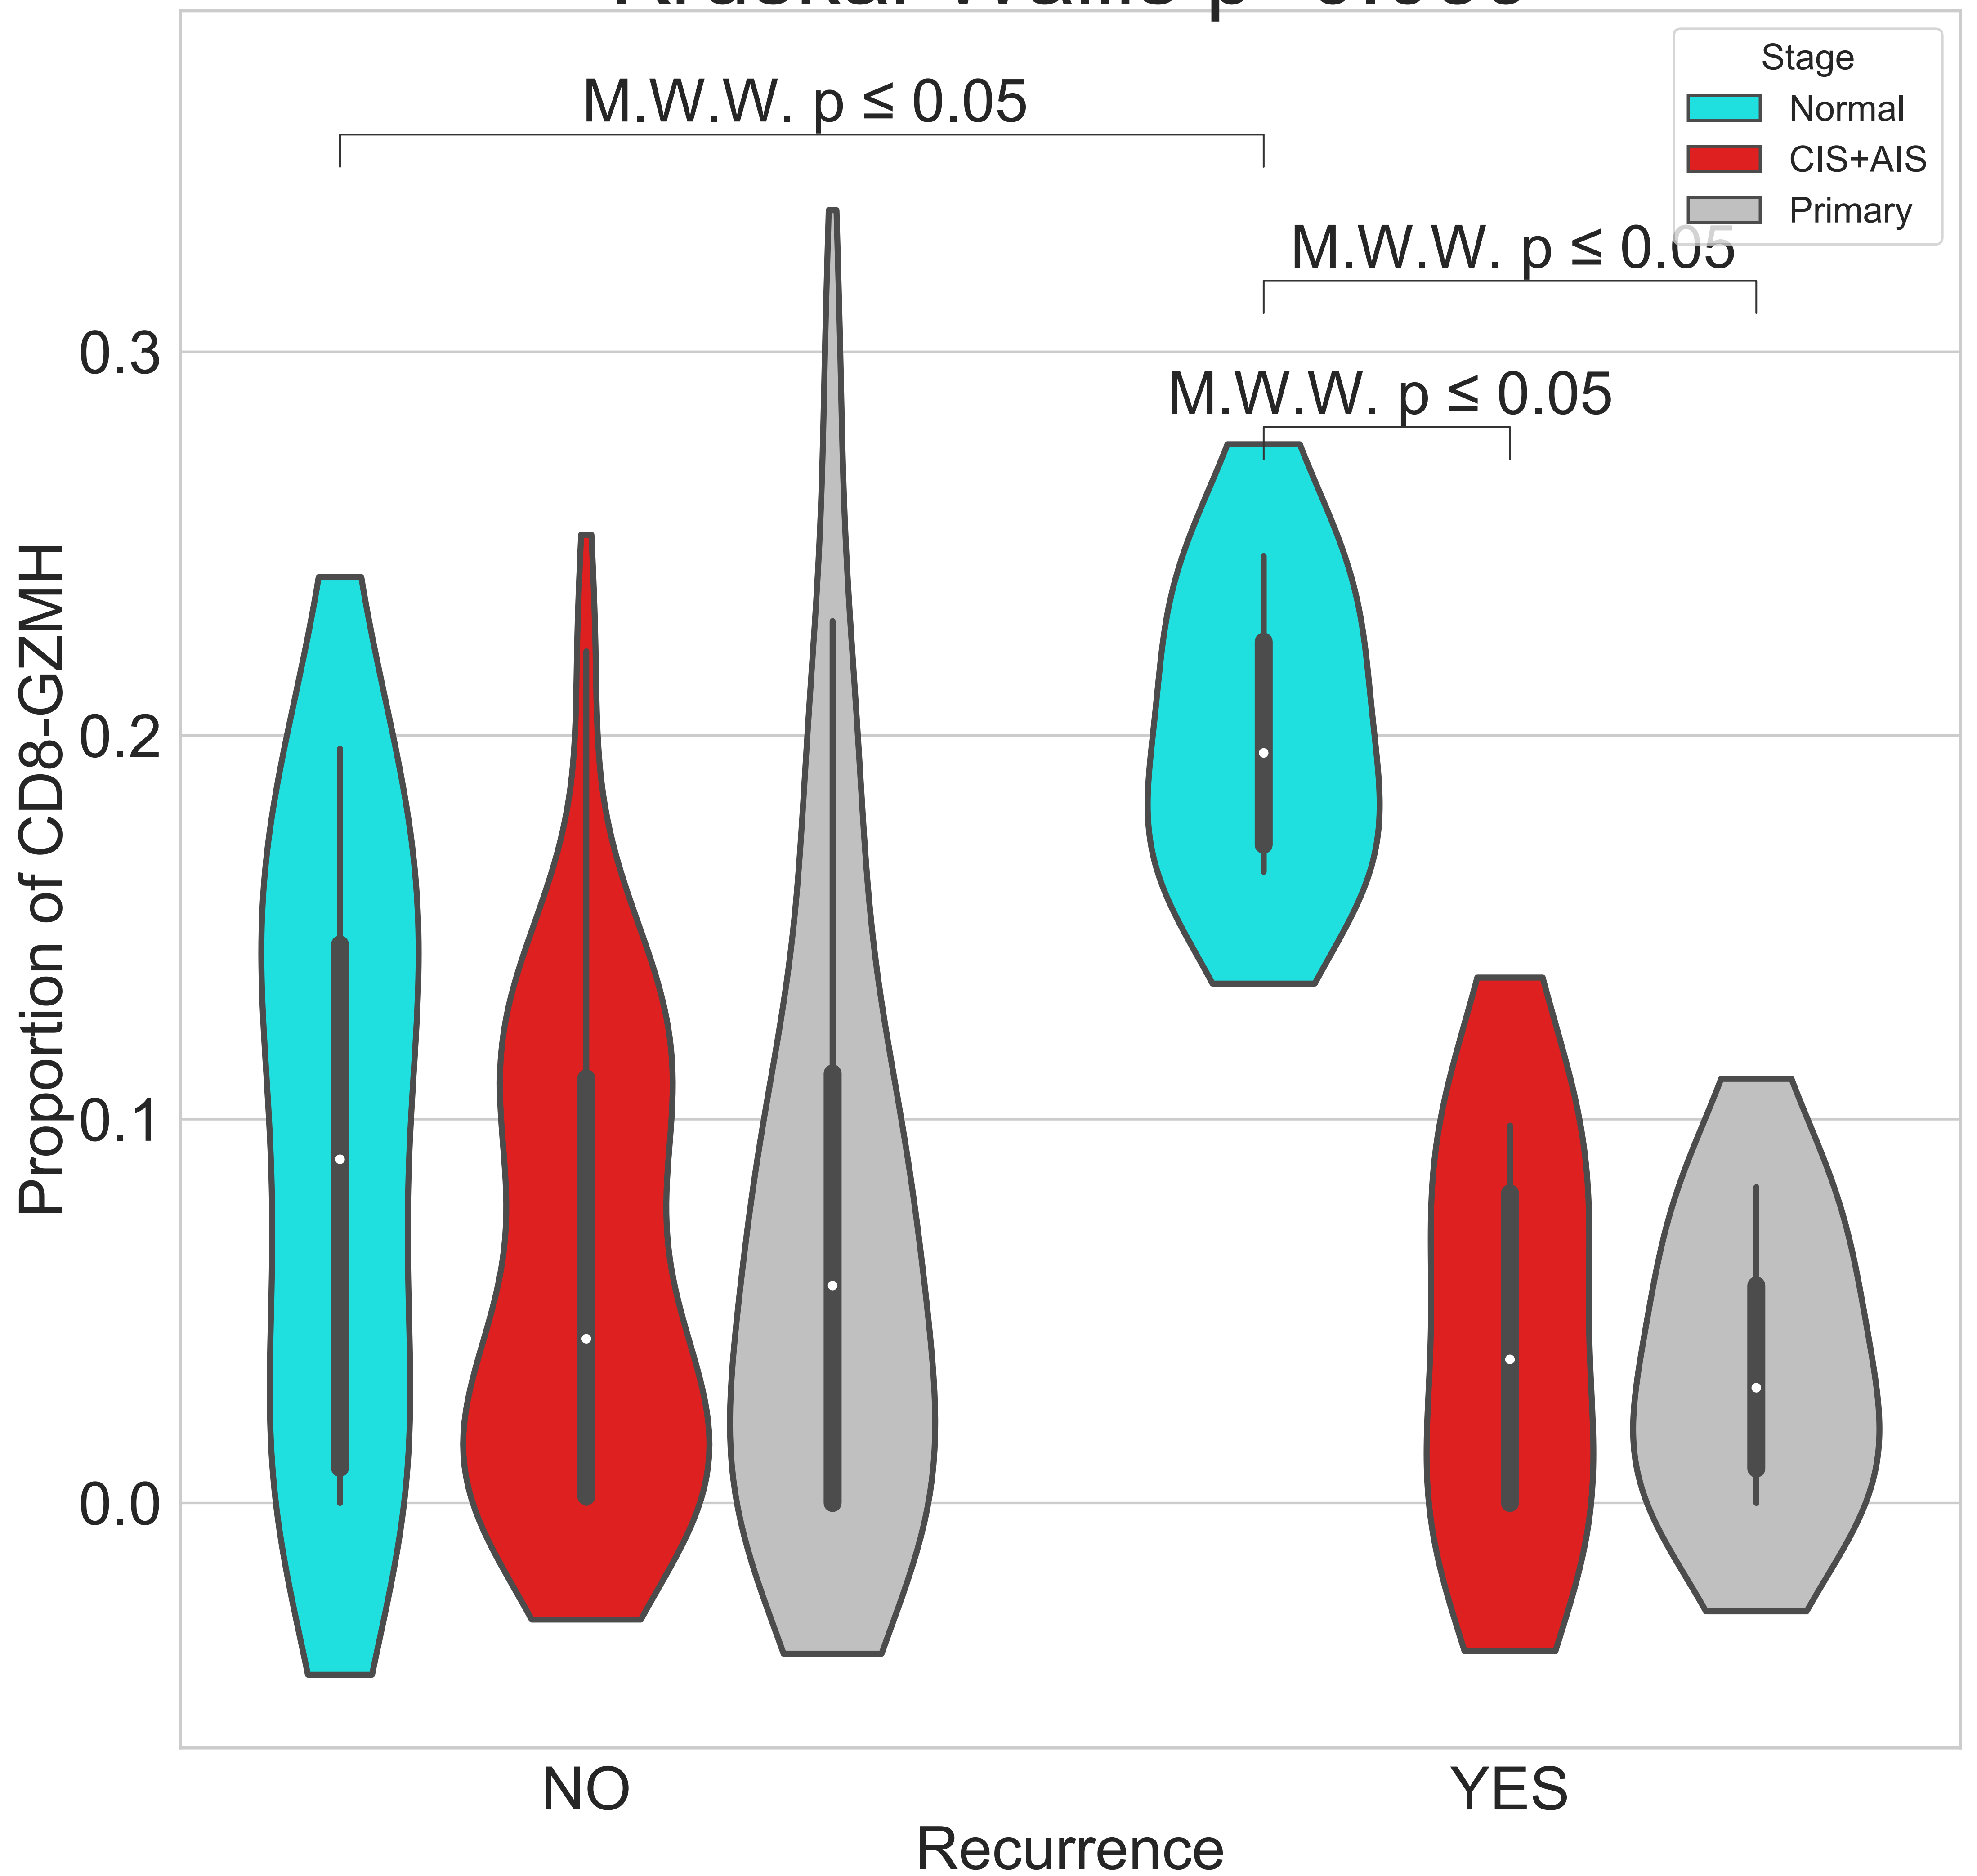 M.W.W. p ≤ 0.05
Stage
Normal
CIS+AIS
Primary
M.W.W. p ≤ 0.05
M.W.W. p ≤ 0.05
0.3
0.2
0.1
0.0
Proportion of CD8-GZMH
NO
YES
Recurrence